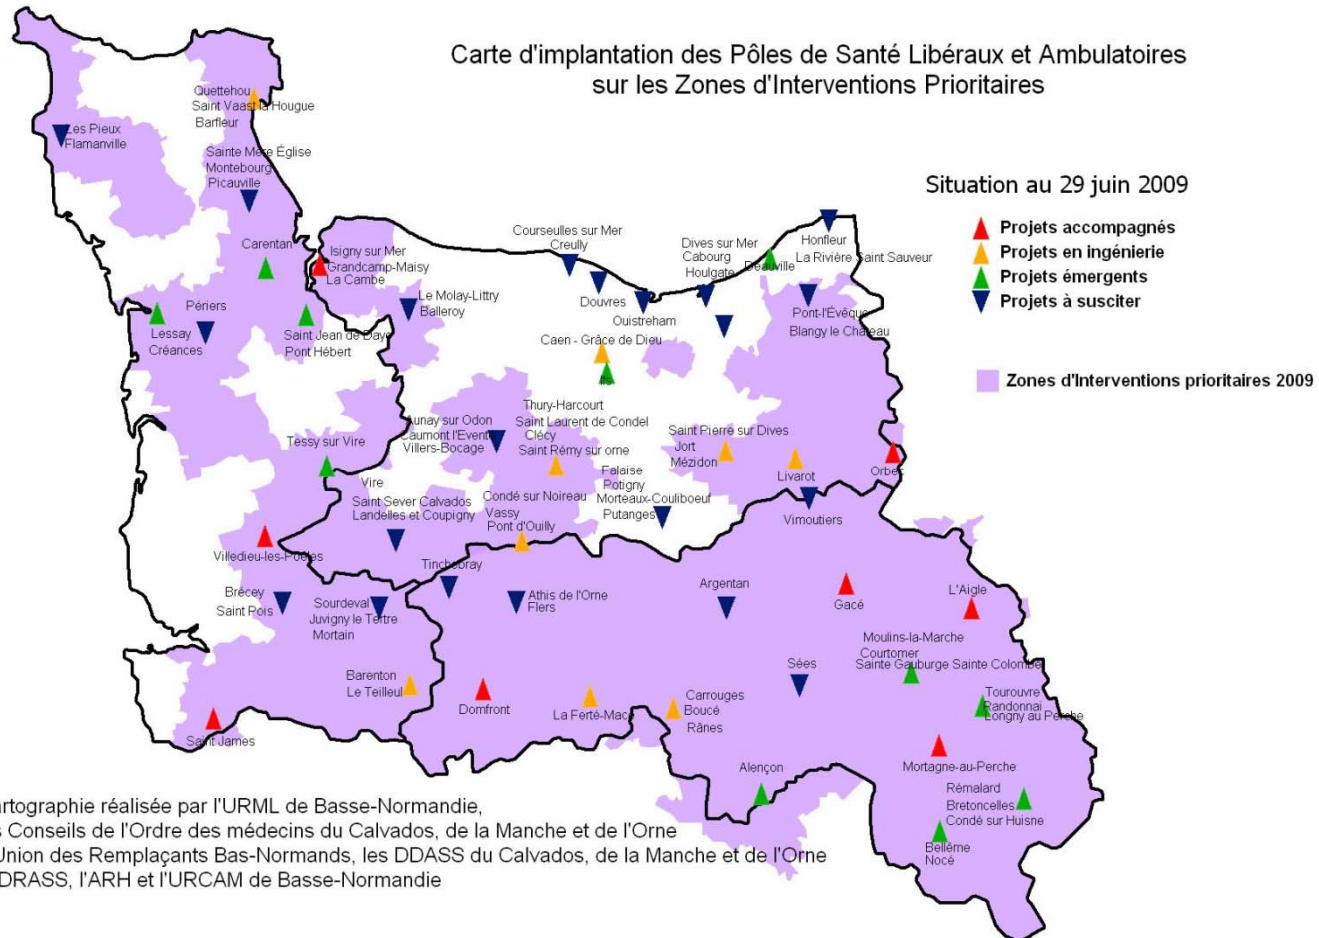 Carte d'implantation des Pôles de Santé Libéraux et Ambulatoires
sur les Zones d'Interventions Prioritaires
Situation au 29 juin 2009
Projets accompagnés
Projets en ingénierie
Projets émergents
Projets à susciter
Zones d'Interventions prioritaires 2009
Quettehou
Saint Vaast la Hougue
Barfleur
Les Pieux
Flamanville
Sainte Mère Église
Montebourg
Picauville
Carentan
Isigny sur Mer
Grandcamp-Maisy
La Cambe
Périers
Lessay
Créances
Saint Jean de Daye
Pont Hébert
Le Molay-Littry
Balleroy
Courseulles sur Mer
Creully
Douvres
Ouistreham
Dives sur Mer
Cabourg
Houlgate
Deauville
Honfleur
La Rivière Saint Sauveur
Pont-l'Évêque
Blangy le Château
Caen - Grâce de Dieu
Ifs
Thury-Harcourt
Saint Laurent de Condel
Clécy
Saint Rémy sur orne
Aunay sur Odon
Caumont l'Eventé
Villers-Bocage
Tessy sur Vire
Vire
Saint Sever Calvados
Landelles et Coupigny
Condé sur Noireau
Vassy
Pont d'Ouilly
Falaise
Potigny
Morteaux-Couliboeuf
Putanges
Saint Pierre sur Dives
Jort
Mézidon
Livarot
Orbec
Vimoutiers
Villedieu-les-Poêles
Brécey
Saint Pois
Sourdeval
Juvigny le Tertre
Mortain
Tinchebray
Athis de l'Orne
Flers
Argentan
Gacé
L'Aigle
Moulins-la-Marche
Courtomer
Sainte Gauburge Sainte Colombe
Sées
Tourouvre
Randonnai
Longny au Perche
Barenton
Le Teilleul
Domfront
La Ferté-Macé
Carrouges
Boucé
Rânes
Saint James
Alençon
Mortagne-au-Perche
Rémalard
Bretoncelles
Condé sur Huisne
Bellême
Nocé
artographie réalisée par l'URML de Basse-Normandie,
s Conseils de l'Ordre des médecins du Calvados, de la Manche et de l'Orne
Union des Remplaçants Bas-Normands, les DDASS du Calvados, de la Manche et de l'Orne
DRASS, l'ARH et l'URCAM de Basse-Normandie